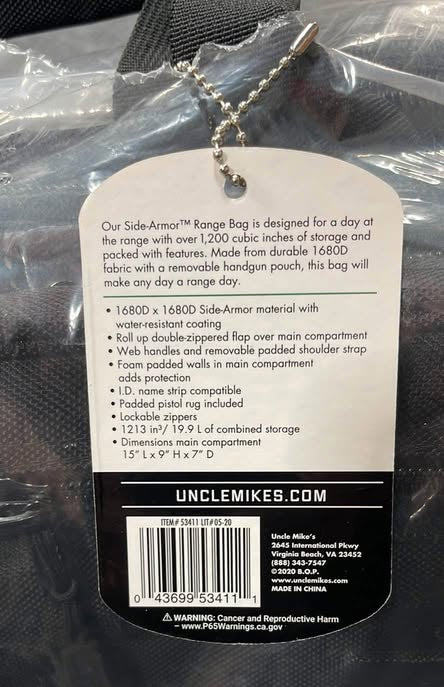 Our Side-Armor™ Range Bag is designed for a day at
the range with over 1,200 cubic inches of storage and
packed with features. Made from durable 1680D
fabric with a removable handgun pouch, this bag will
make any day a range day.
• 1680D x 1680D Side-Armor material with
water-resistant coating
• Roll up double-zippered flap over main compartment
• Web handles and removable padded shoulder strap
• Foam padded walls in main compartment
adds protection
• I.D. name strip compatible
• Padded pistol rug included
• Lockable zippers
• 1213 in³/ 19.9 L of combined storage
• Dimensions main compartment
15" L x 9" H x 7" D
UNCLEMIKES.COM
ITEM# 53411 LIT#05-20
0 43699 53411 1
Uncle Mike's
2645 International Pkwy
Virginia Beach, VA 23452
(888) 343-7547
©2020 B.O.P.
www.unclemikes.com
MADE IN CHINA
⚠ WARNING: Cancer and Reproductive Harm
– www.P65Warnings.ca.gov